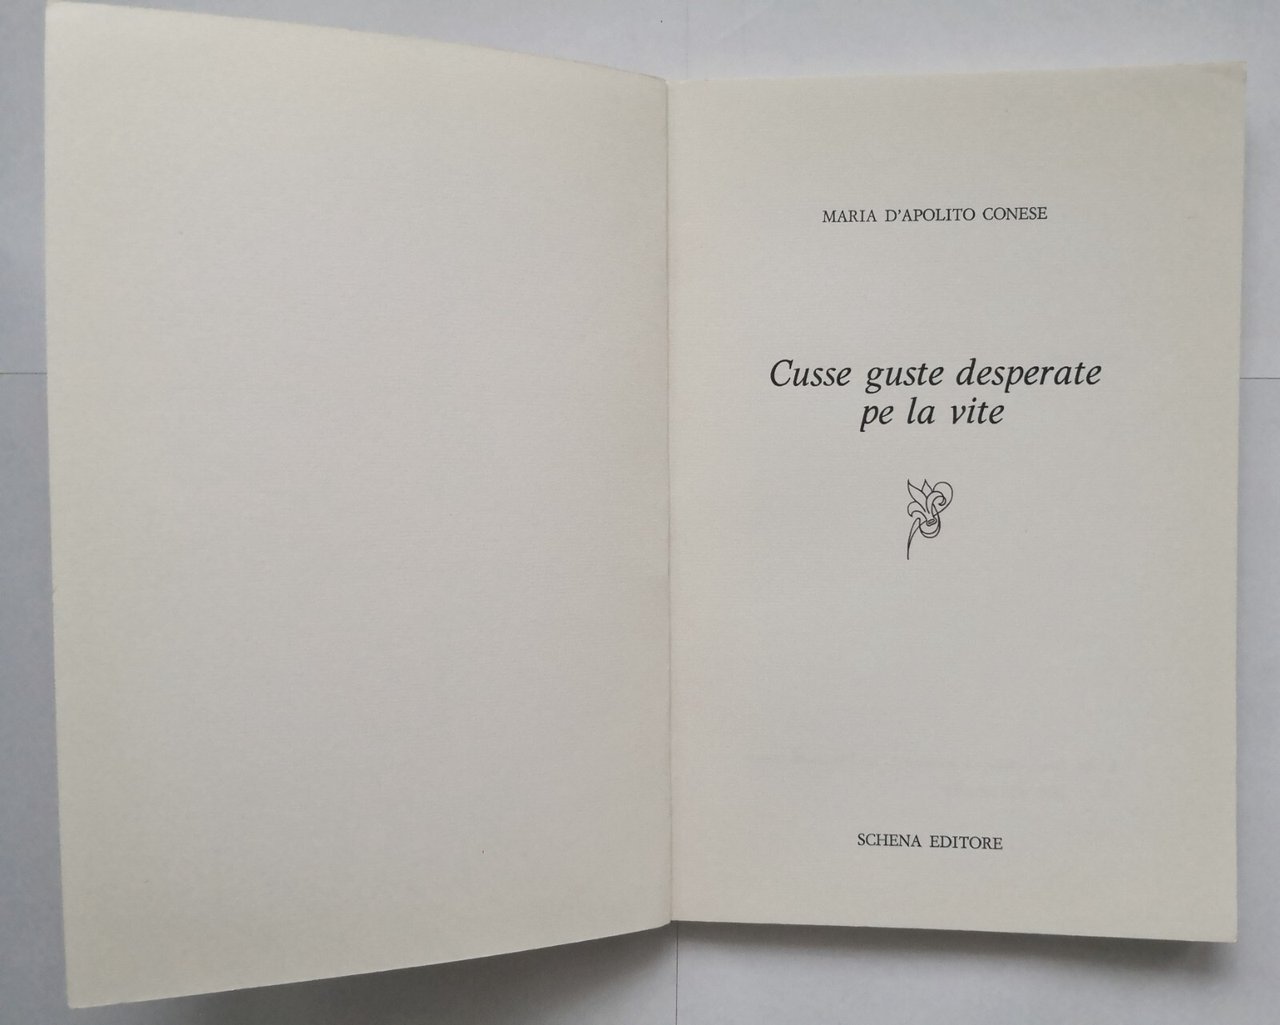 MARIA D'APOLITO CONESE
Cusse guste desperate
pe la vite
SCHENA EDITORE